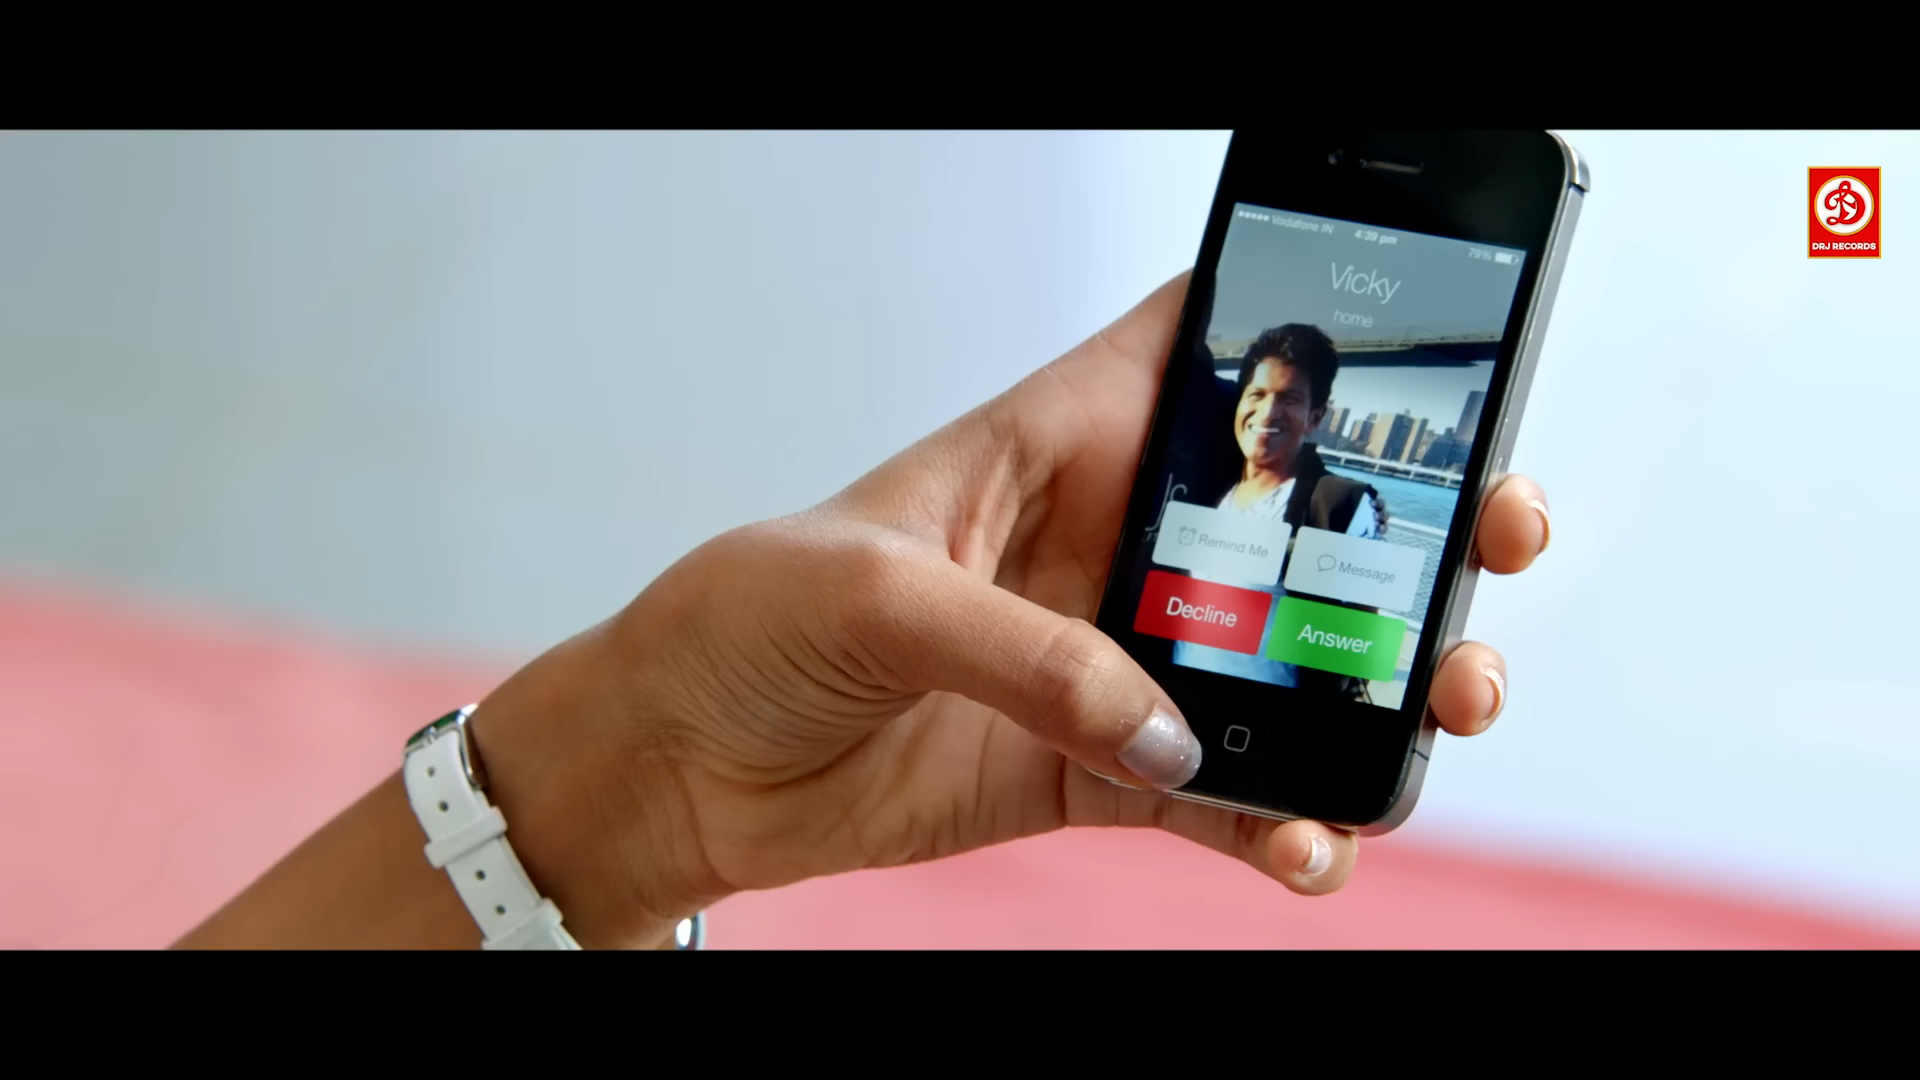 Vodafone IN 4:39 pm 79%
Vicky
home
Remind Me
Message
Decline
Answer
DRJ RECORDS